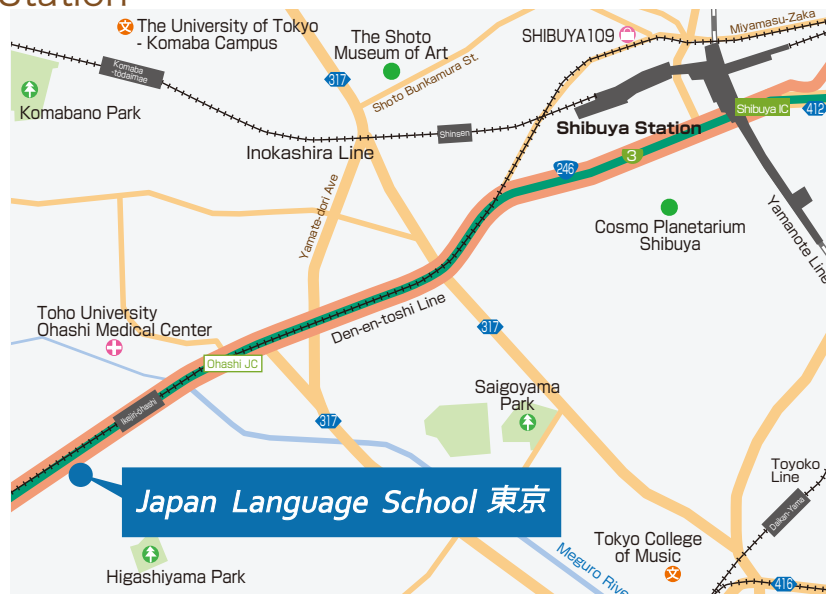 Station
The University of Tokyo
- Komaba Campus
The Shoto
Museum of Art
SHIBUYA109
Miyamasu-Zaka
Komaba
-todaimae
317
Shoto Bunkamura St.
Komabano Park
Shinsen
Shibuya Station
Shibuya IC
412
Inokashira Line
246
3
Yamate-dori Ave
Cosmo Planetarium
Shibuya
Yamanote Line
Toho University
Ohashi Medical Center
Den-en-toshi Line
317
Ohashi JC
Saigoyama
Park
Ikejiri-ohashi
317
Japan Language School 東京
Toyoko
Line
Daikan-Yama
Tokyo College
of Music
文
文
Meguro River
Higashiyama Park
416